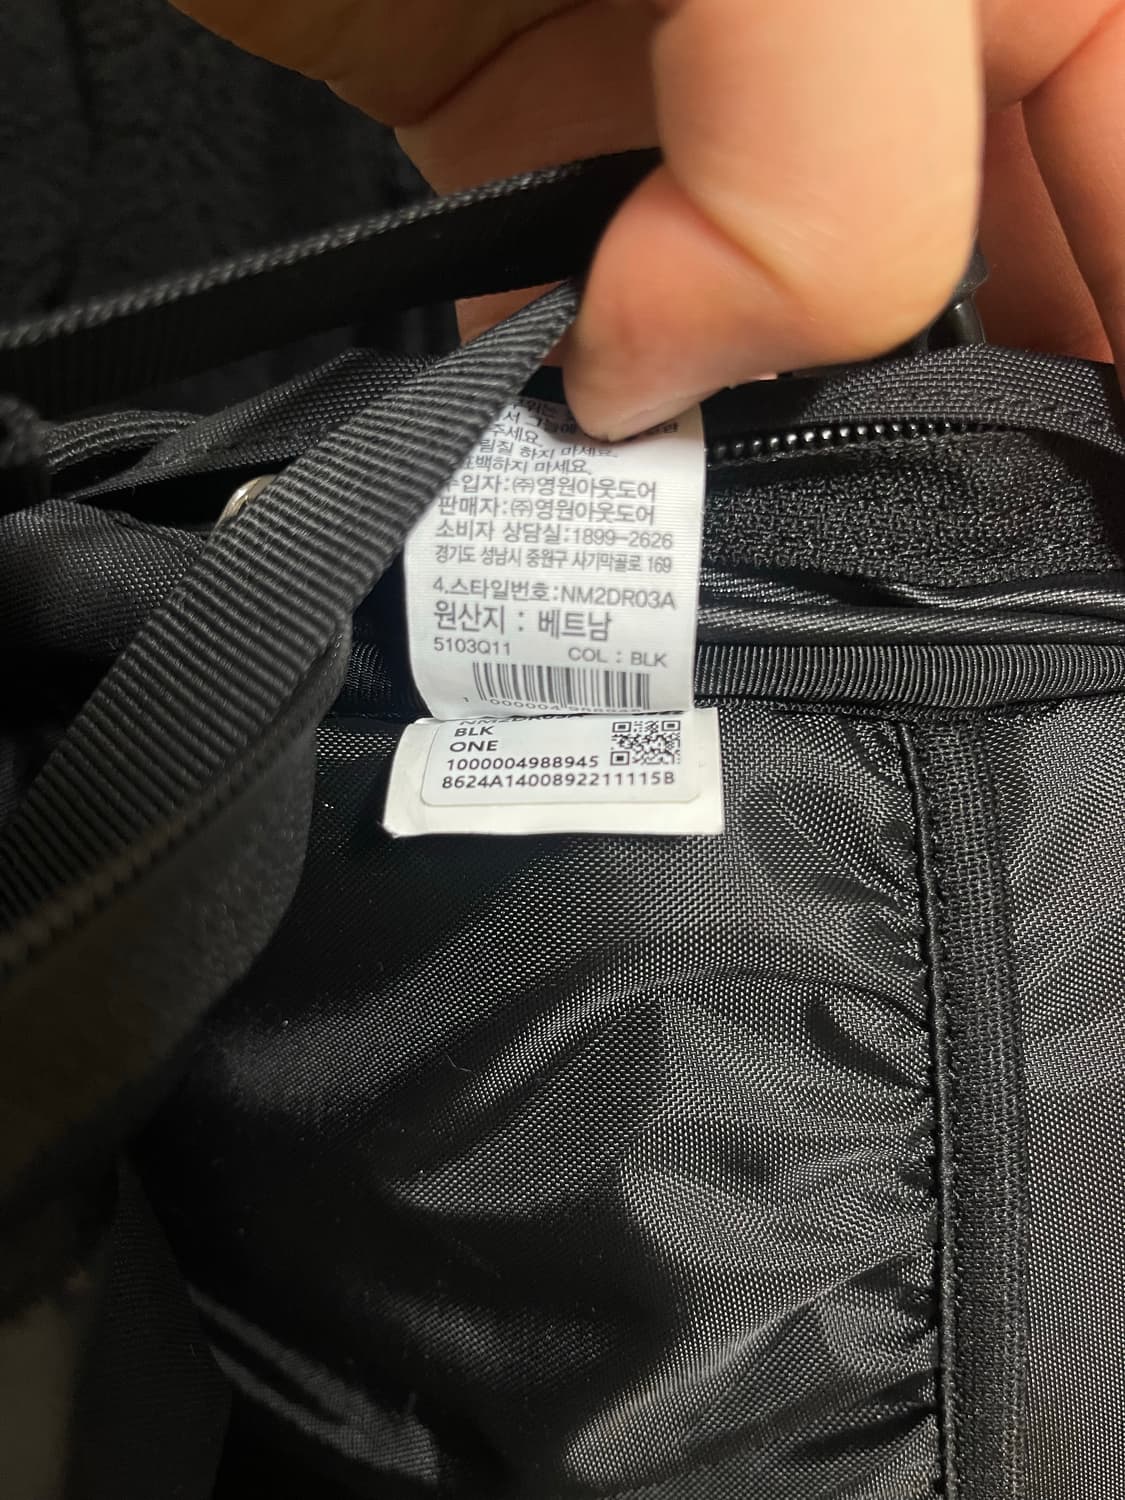 주세요.
하지 마세요.
표백하지 마세요.
수입자:㈜영원아웃도어
판매자:㈜영원아웃도어
소비자 상담실:1899-2626
경기도 성남시 중원구 사기막골로 169
4.스타일번호:NM2DR03A
원산지 : 베트남
5103Q11 COL : BLK
NM2DR03A
BLK
ONE
1000004988945
8624A1400892211115B